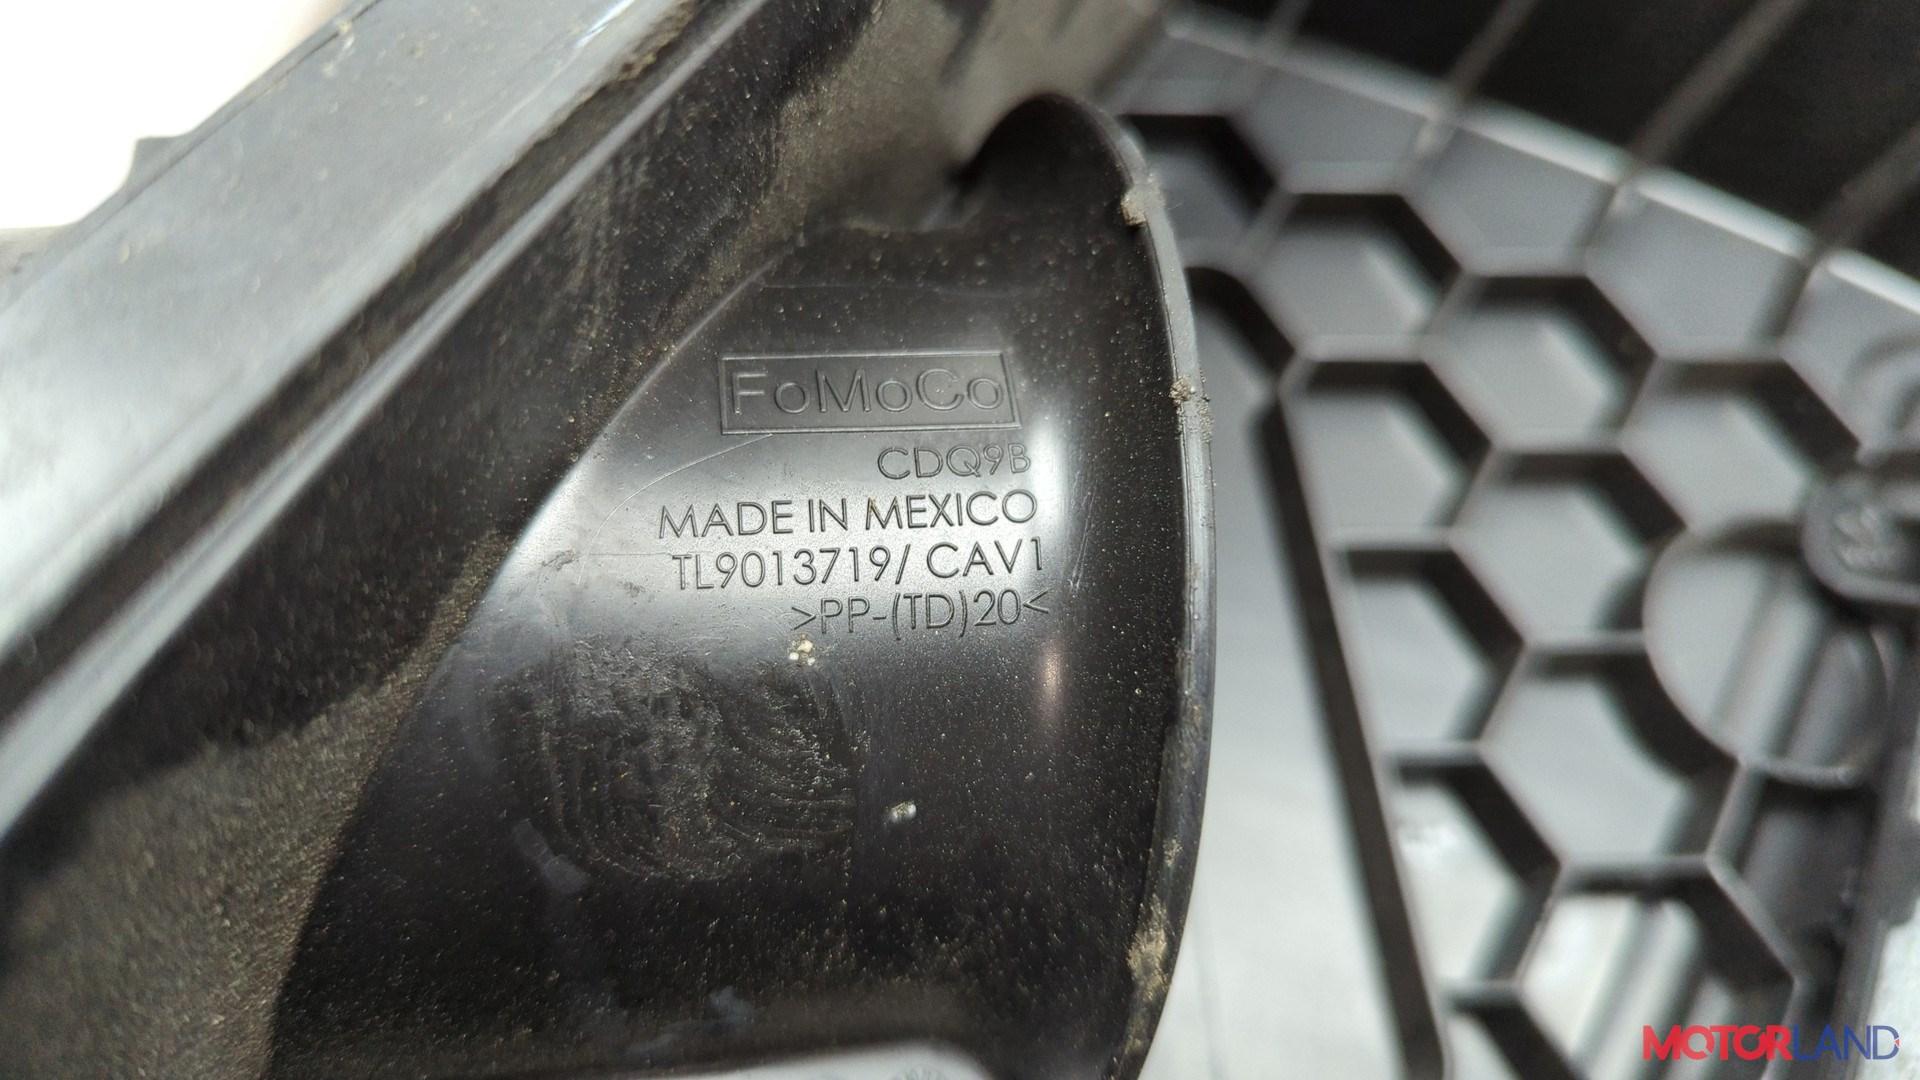 FoMoCo
CDQ9B
MADE IN MEXICO
TL9013719/ CAV1
>PP-(TD)20<
MOTORLAND